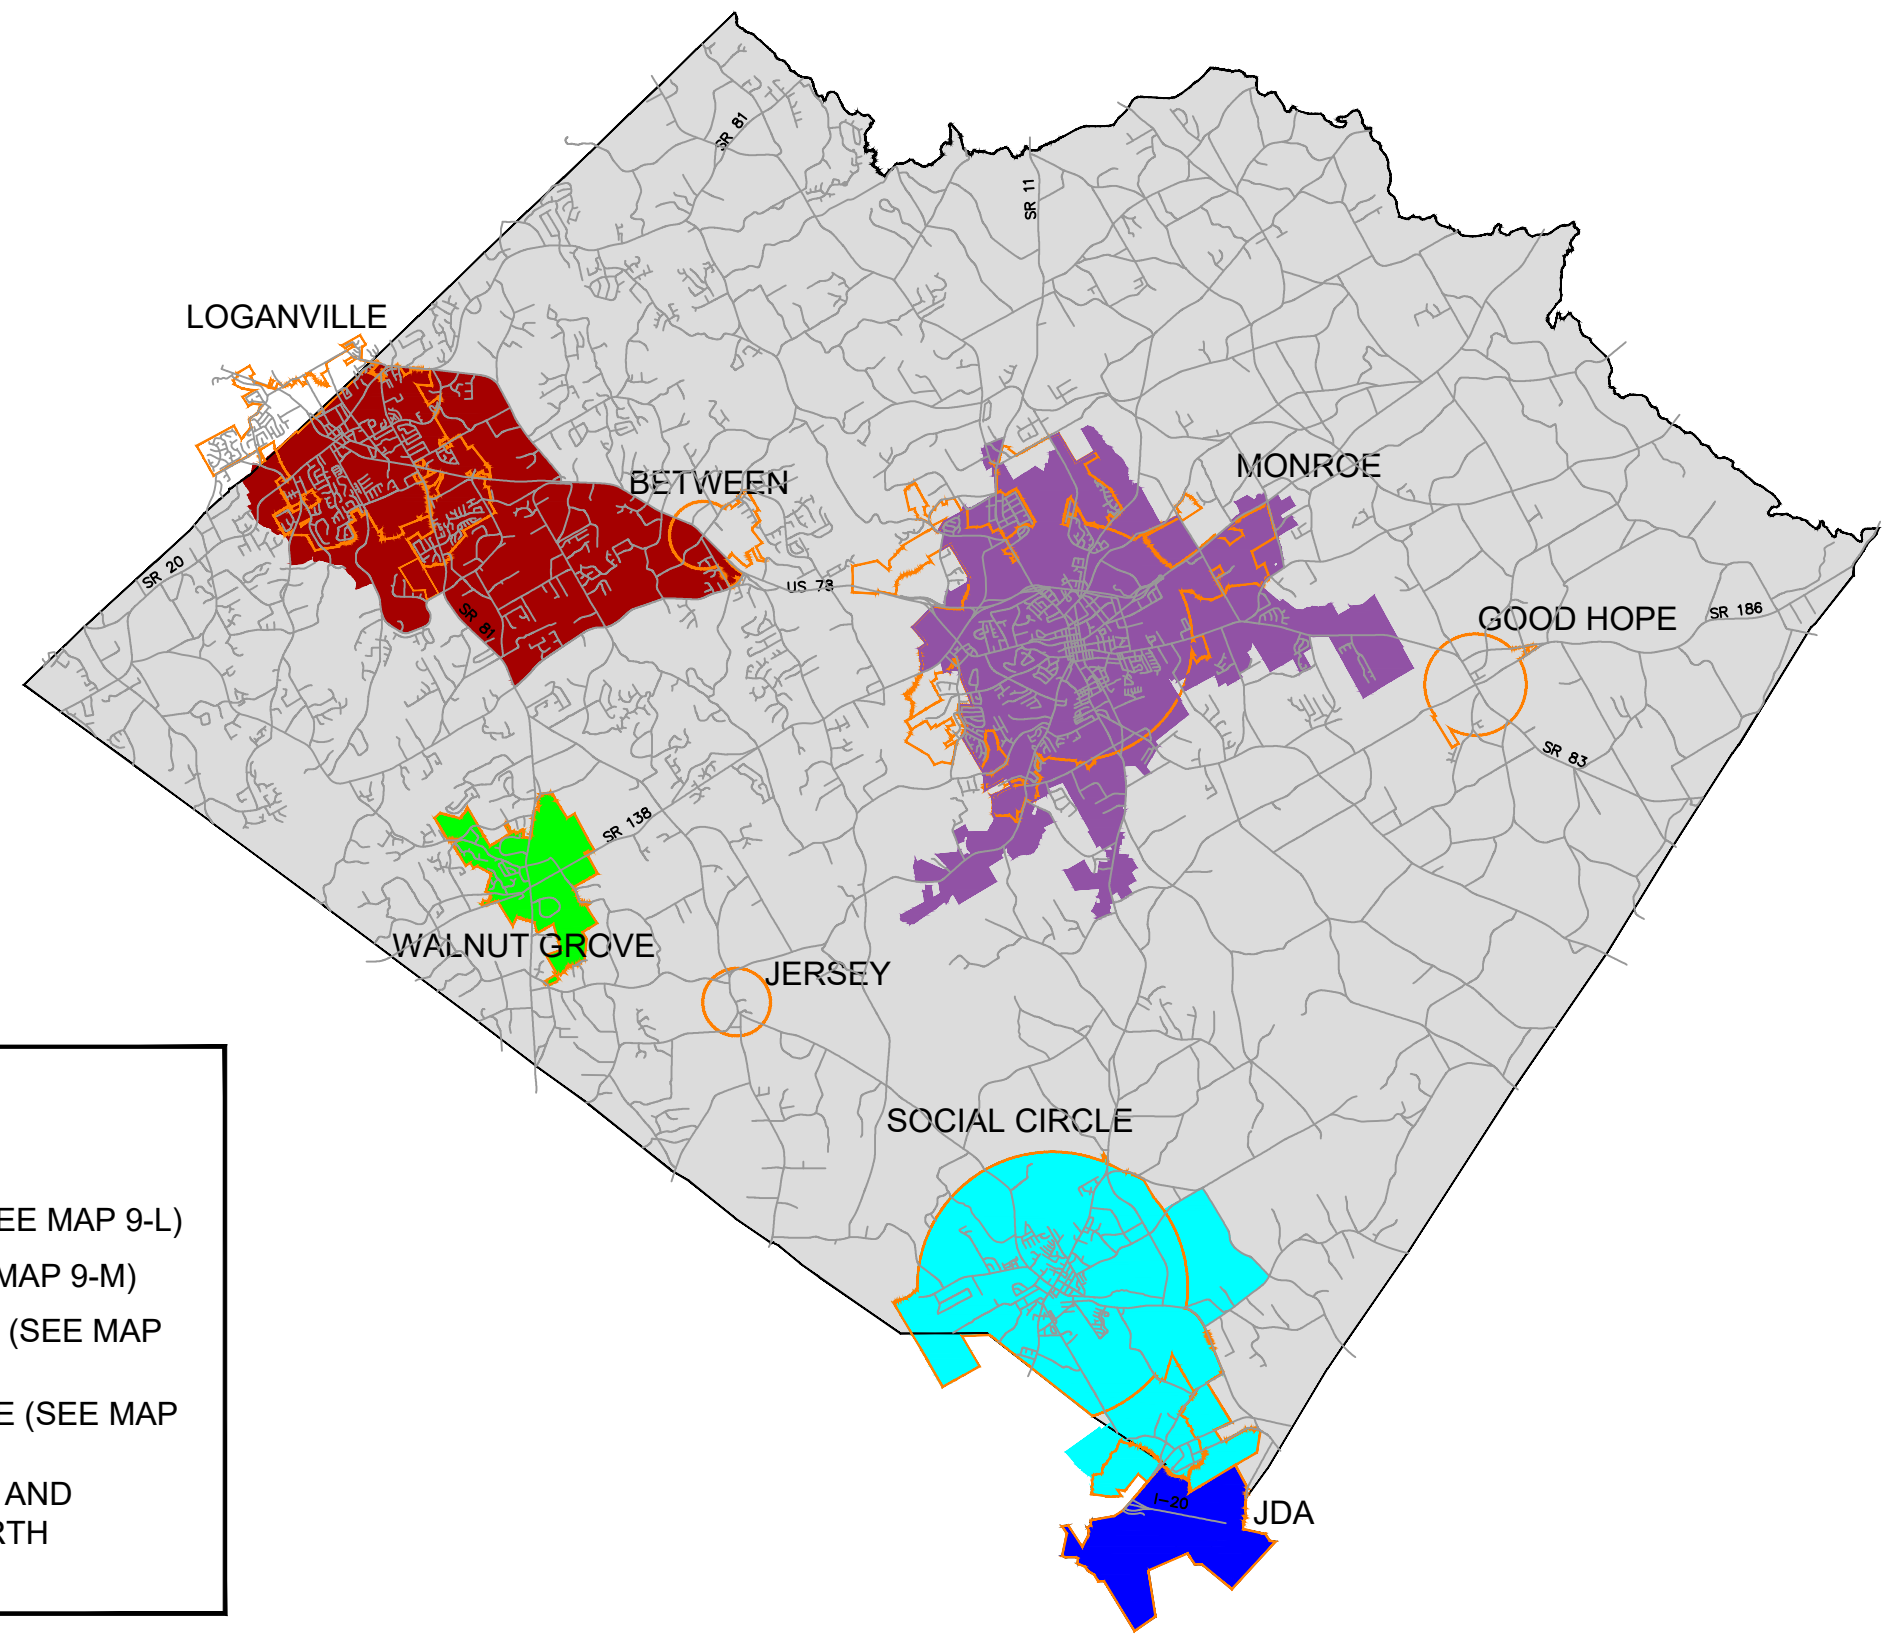 SR 81
SR 11
LOGANVILLE
BETWEEN
MONROE
SR 20
US 78
SR 81
GOOD HOPE
SR 186
SR 83
SR 138
WALNUT GROVE
JERSEY
SOCIAL CIRCLE
I-20
JDA
EE MAP 9-L)
MAP 9-M)
(SEE MAP
E (SEE MAP
AND
RTH